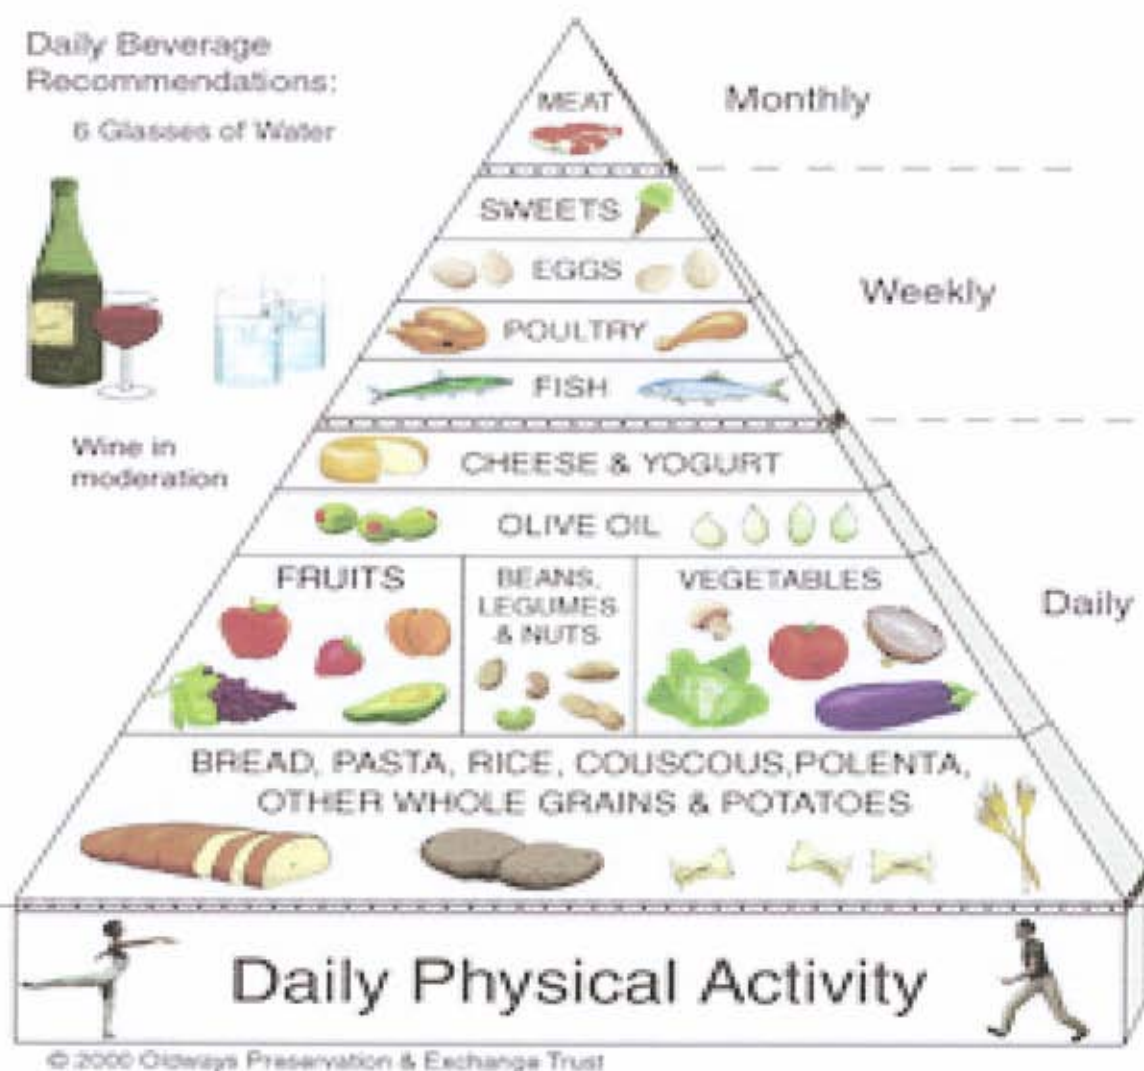 Daily Beverage
Recommendations:
6 Glasses of Water
Wine in
moderation
MEAT
Monthly
SWEETS
EGGS
POULTRY
FISH
Weekly
CHEESE & YOGURT
OLIVE OIL
FRUITS
BEANS,
LEGUMES
& NUTS
VEGETABLES
Daily
BREAD, PASTA, RICE, COUSCOUS,POLENTA,
OTHER WHOLE GRAINS & POTATOES
Daily Physical Activity
© 2000 Oldways Preservation & Exchange Trust